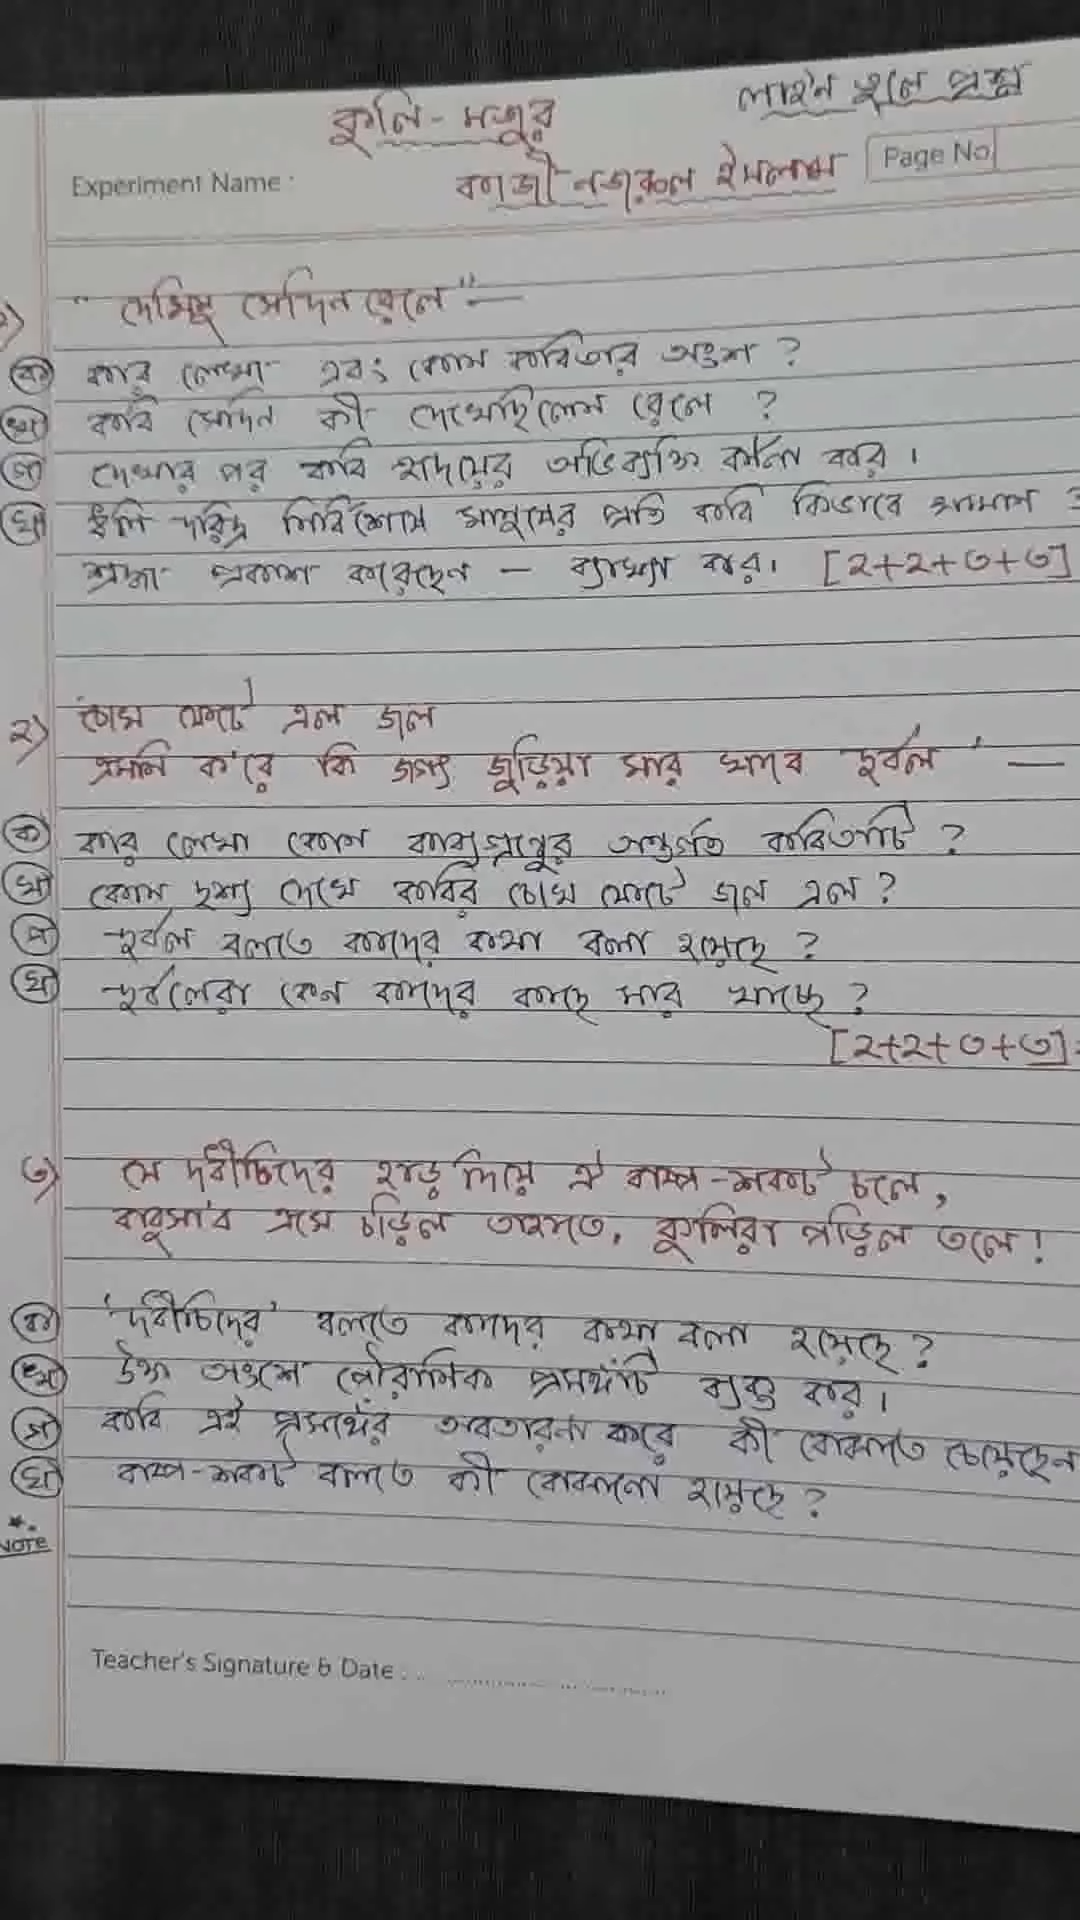 লাইন তুলে প্রশ্ন
কুলি-মজুর
Experiment Name :
কাজী নজরুল ইসলাম
Page No
১) "দেখিনু সেদিন রেলে" —
(ক) কার লেখা এবং কোন কবিতার অংশ ?
(খ) কবি সেদিন কী দেখেছিলেন রেলে ?
(গ) দেখার পর কবি হৃদয়ের অভিব্যক্তি বর্ণনা কর ।
(ঘ) ধনি দরিদ্র নির্বিশেষে মানুষের প্রতি কবি কিভাবে সম্মান ও
শ্রদ্ধা প্রকাশ করেছেন – ব্যাখ্যা কর। [২+২+৩+৩]
২) চোখ ফেটে এল জল
এমনি ক'রে কি জগৎ জুড়িয়া মার খাবে দুর্বল' —
(ক) কার লেখা কোন কাব্যগ্রন্থের অন্তর্গত কবিতাটি ?
(খ) কোন দৃশ্য দেখে কবির চোখ ফেটে জল এল ?
(গ) দুর্বল বলতে কাদের কথা বলা হয়েছে ?
(ঘ) দুর্বলেরা কেন কাদের কাছে মার খাচ্ছে ?
[২+২+৩+৩]
৩) যে দধীচিদের হাড় দিয়ে ঐ বাষ্প-শকট চলে,
বাবুসা'ব এসে চড়িল তাহাতে, কুলিরা পড়িল তলে !
(ক) 'দধীচিদের' বলতে কাদের কথা বলা হয়েছে ?
(খ) উক্ত অংশে পৌরাণিক প্রসঙ্গটি ব্যক্ত কর ।
(গ) কবি এই প্রসঙ্গের অবতারনা করে কী বোঝাতে চেয়েছেন
(ঘ) বাষ্প-শকট বলতে কী বোঝানো হয়েছে ?
NOTE
Teacher's Signature & Date :